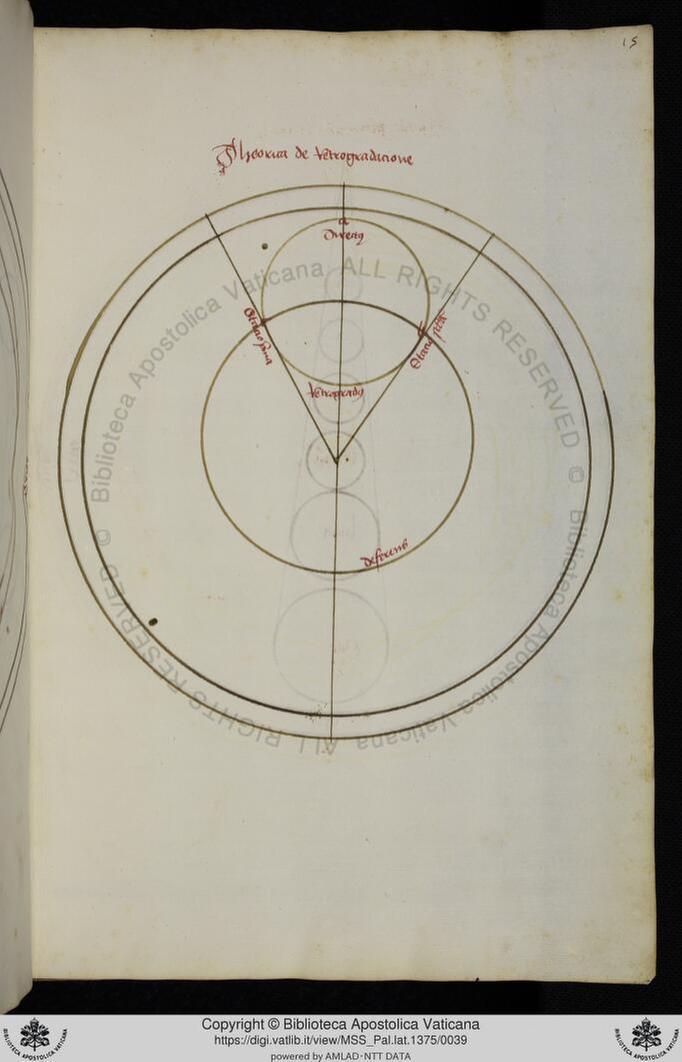 15
Theorica de retrogradacione
a
directus
Statio prima
b
Statio secunda
retrogradus
deferens
© Biblioteca Apostolica Vaticana ALL RIGHTS RESERVED © Biblioteca Apostolica Vaticana ALL RIGHTS RESERVED
Copyright © Biblioteca Apostolica Vaticana
https://digi.vatlib.it/view/MSS_Pal.lat.1375/0039
powered by AMLAD•NTT DATA
BIBLIOTECA APOSTOLICA VATICANA
BIBLIOTECA APOSTOLICA VATICANA